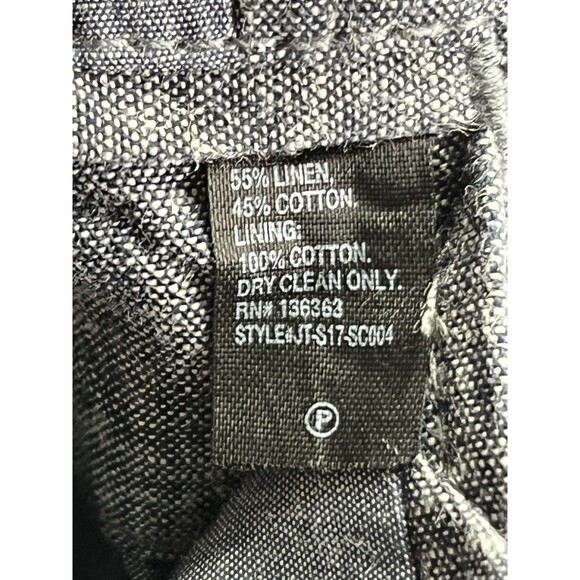 55% LINEN,
45% COTTON.
LINING:
100% COTTON.
DRY CLEAN ONLY.
RN# 136363
STYLE#JT-S17-SC004
P